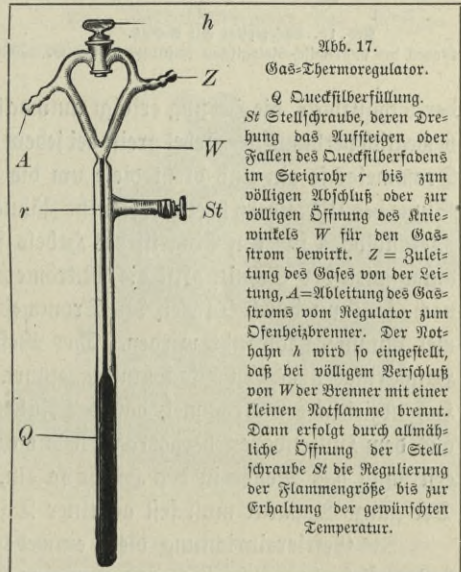 h
Z
A
W
r
St
Q
Abb. 17.
Gas-Thermoregulator.
Q Quecksilberfüllung.
St Stellschraube, deren Dre-
hung das Aufsteigen oder
Fallen des Quecksilberfadens
im Steigrohr r bis zum
völligen Abschluß oder zur
völligen Öffnung des Knie-
winkels W für den Gas-
strom bewirkt. Z = Zulei-
tung des Gases von der Lei-
tung, A=Ableitung des Gas-
stroms vom Regulator zum
Ofenheizbrenner. Der Not-
hahn h wird so eingestellt,
daß bei völligem Verschluß
von W der Brenner mit einer
kleinen Notflamme brennt.
Dann erfolgt durch allmäh-
liche Öffnung der Stell-
schraube St die Regulierung
der Flammengröße bis zur
Erhaltung der gewünschten
Temperatur.